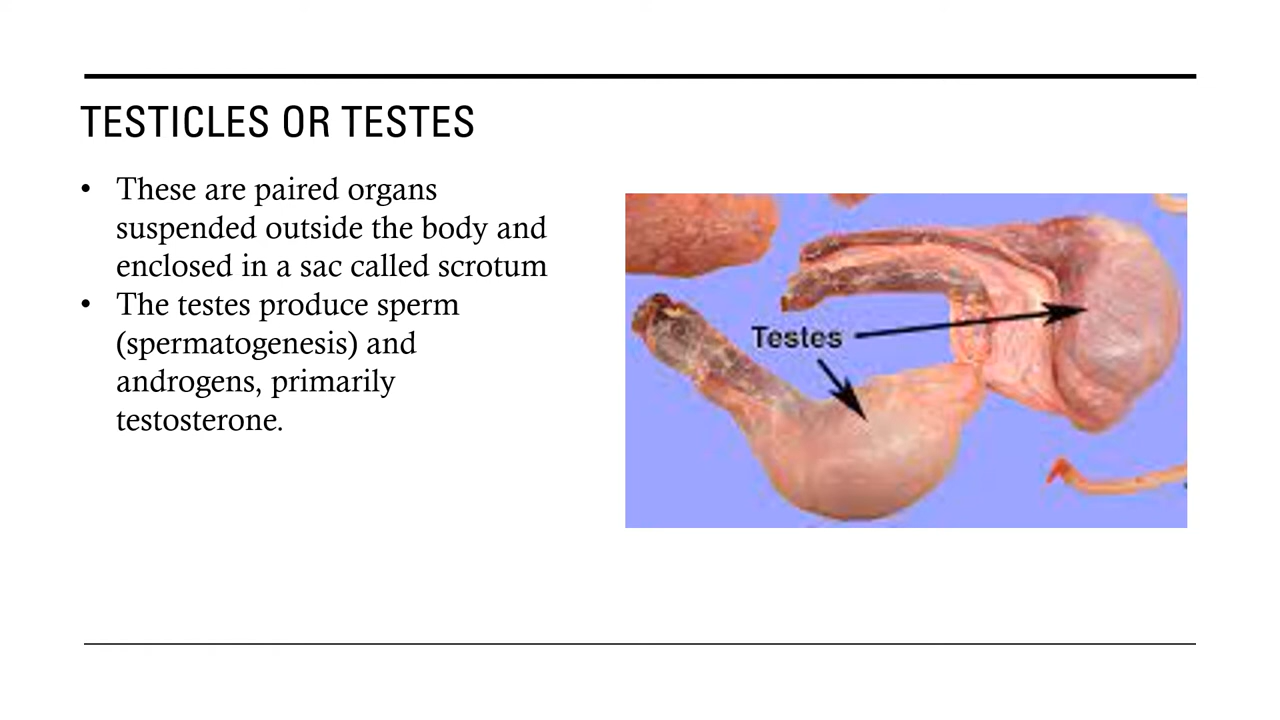 TESTICLES OR TESTES
• These are paired organs
suspended outside the body and
enclosed in a sac called scrotum
• The testes produce sperm
(spermatogenesis) and
androgens, primarily
testosterone.
Testes